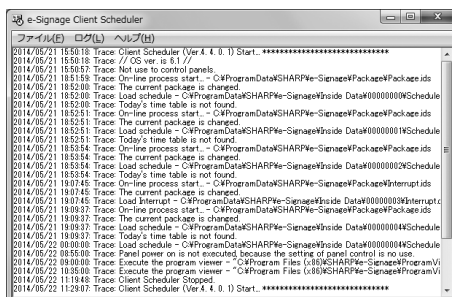 e-Signage Client Scheduler
ファイル(F) ログ(L) ヘルプ(H)
2014/05/21 15:50:18: Trace: Client Scheduler (Ver.4. 4. 0. 1) Start... ******************************
2014/05/21 15:50:18: Trace: // OS ver. is 6.1 //
2014/05/21 15:50:57: Trace: Not use to control panels.
2014/05/21 18:51:59: Trace: On-line process start... - C:¥ProgramData¥SHARP¥e-Signage¥Package¥Package.ids
2014/05/21 18:52:00: Trace: The current package is changed.
2014/05/21 18:52:00: Trace: Load schedule - C:¥ProgramData¥SHARP¥e-Signage¥Inside Data¥00000000¥Schedule
2014/05/21 18:52:00: Trace: Today's time table is not found.
2014/05/21 18:52:51: Trace: On-line process start... - C:¥ProgramData¥SHARP¥e-Signage¥Package¥Package.ids
2014/05/21 18:52:51: Trace: The current package is changed.
2014/05/21 18:52:51: Trace: Load schedule - C:¥ProgramData¥SHARP¥e-Signage¥Inside Data¥00000001¥Schedule
2014/05/21 18:52:51: Trace: Today's time table is not found.
2014/05/21 18:53:54: Trace: On-line process start... - C:¥ProgramData¥SHARP¥e-Signage¥Package¥Package.ids
2014/05/21 18:53:54: Trace: The current package is changed.
2014/05/21 18:53:54: Trace: Load schedule - C:¥ProgramData¥SHARP¥e-Signage¥Inside Data¥00000002¥Schedule
2014/05/21 18:53:54: Trace: Today's time table is not found.
2014/05/21 19:07:45: Trace: On-line process start... - C:¥ProgramData¥SHARP¥e-Signage¥Package¥Interrupt.ids
2014/05/21 19:07:45: Trace: The current package is changed.
2014/05/21 19:07:45: Trace: Load Interrupt - C:¥ProgramData¥SHARP¥e-Signage¥Inside Data¥00000003¥Interrupt.c
2014/05/21 19:09:37: Trace: On-line process start... - C:¥ProgramData¥SHARP¥e-Signage¥Package¥Package.ids
2014/05/21 19:09:37: Trace: The current package is changed.
2014/05/21 19:09:37: Trace: Load schedule - C:¥ProgramData¥SHARP¥e-Signage¥Inside Data¥00000004¥Schedule
2014/05/21 19:09:37: Trace: Today's time table is not found.
2014/05/22 00:00:00: Trace: Load schedule - C:¥ProgramData¥SHARP¥e-Signage¥Inside Data¥00000004¥Schedule
2014/05/22 08:55:00: Trace: Panel power on is not executed, because the setting of panel control is no use.
2014/05/22 09:00:00: Trace: Execute the program viewer - "C:¥Program Files (x86)¥SHARP¥e-Signage¥ProgramVi
2014/05/22 10:35:00: Trace: Execute the program viewer - "C:¥Program Files (x86)¥SHARP¥e-Signage¥ProgramVi
2014/05/22 11:19:48: Trace: Client Scheduler Stopped.
2014/05/22 11:29:07: Trace: Client Scheduler (Ver.4. 4. 0. 1) Start... ******************************